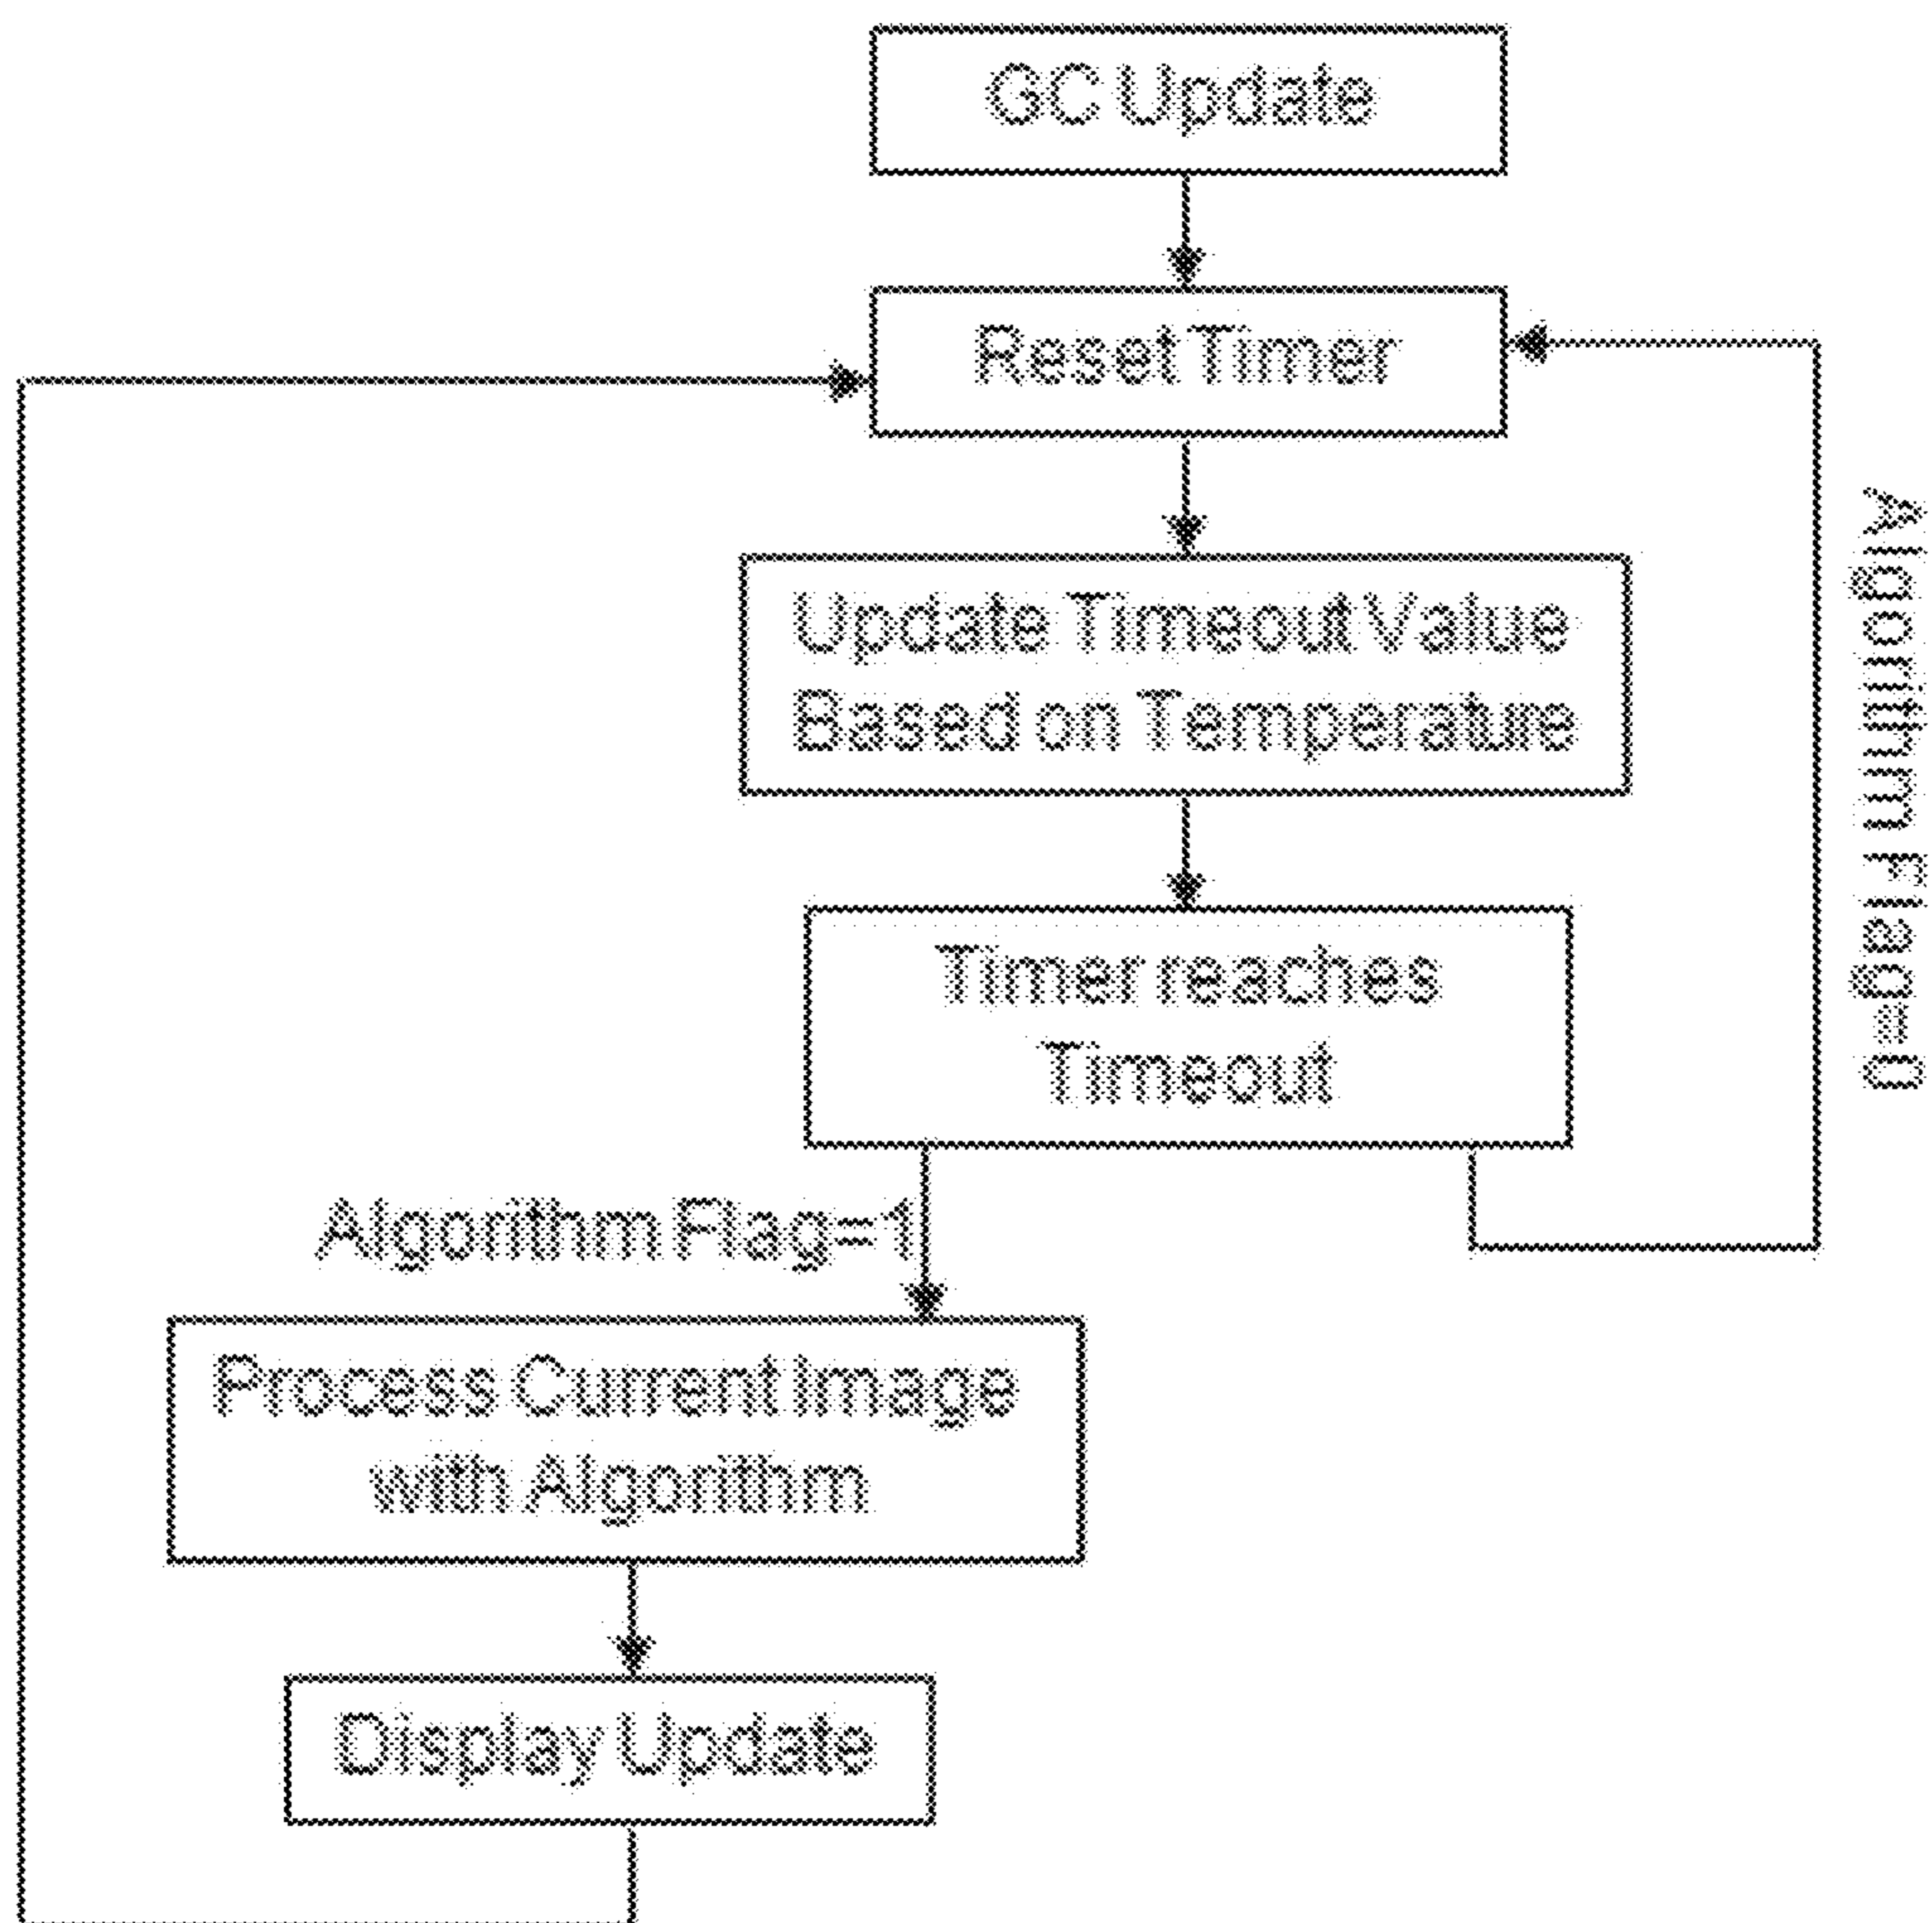 GC Update
Reset Timer
Update Timeout Value
Based on Temperature
Algorithm Flag=0
Timer reaches
Timeout
Algorithm Flag=1
Process Current Image
with Algorithm
Display Update